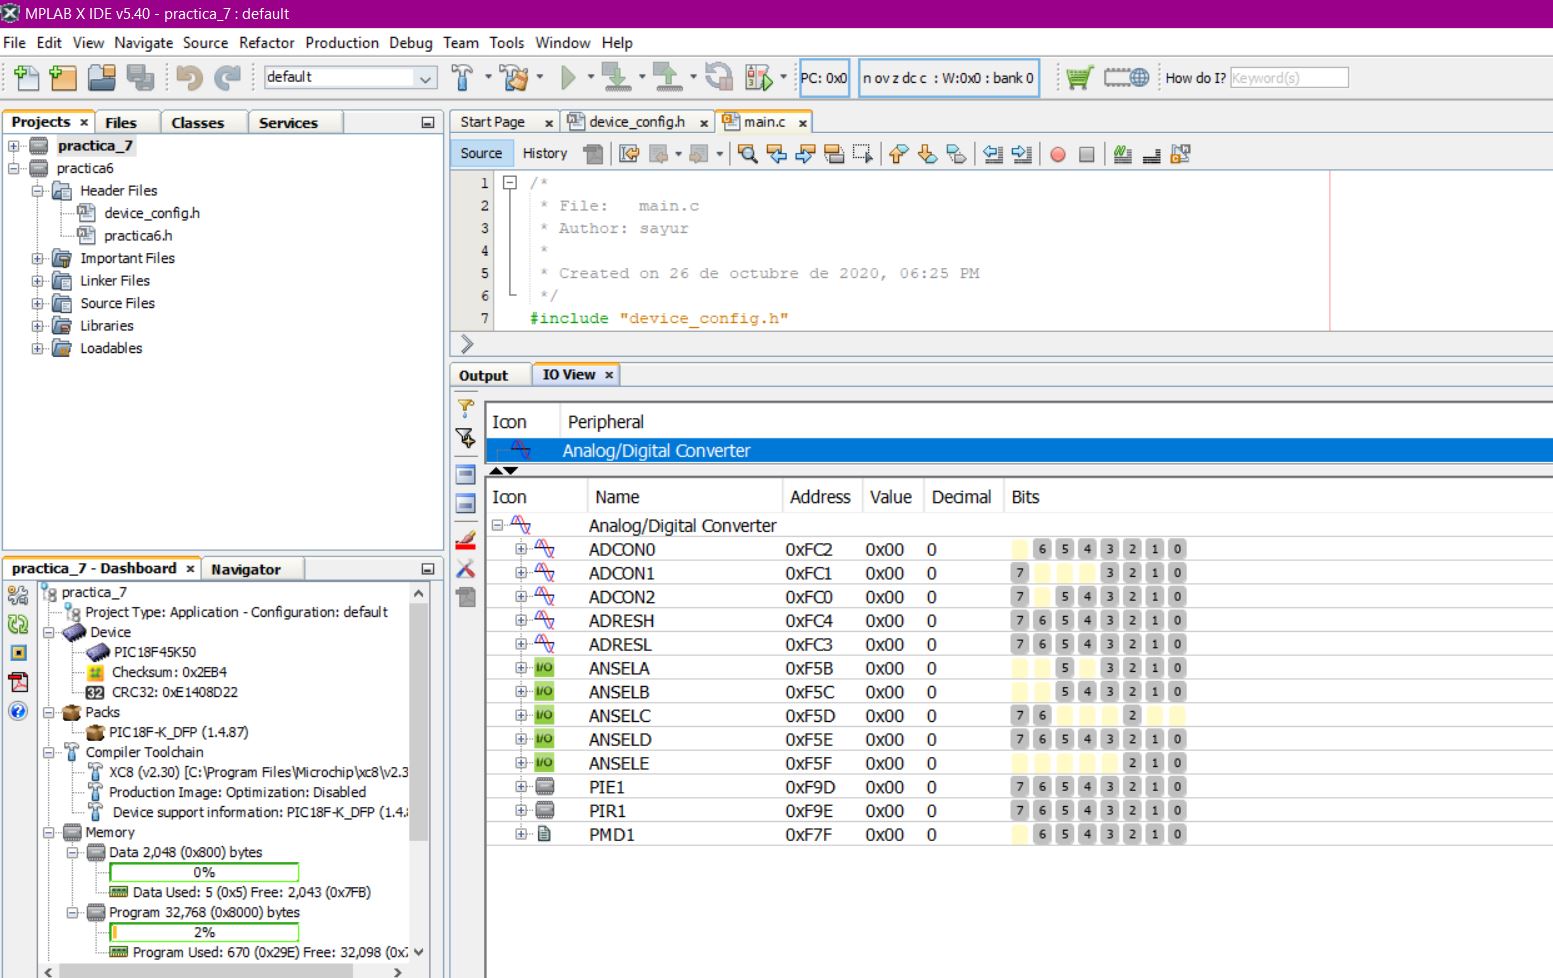 MPLAB X IDE v5.40 - practica_7 : default
File Edit View Navigate Source Refactor Production Debug Team Tools Window Help
default
PC: 0x0
n ov z dc c : W:0x0 : bank 0
How do I? Keyword(s)
Projects Files Classes Services
practica_7
practica6
Header Files
device_config.h
practica6.h
Important Files
Linker Files
Source Files
Libraries
Loadables
Start Page device_config.h main.c
Source History
1 /*
2 * File: main.c
3 * Author: sayur
4 *
5 * Created on 26 de octubre de 2020, 06:25 PM
6 */
7 #include "device_config.h"
Output IO View
Icon Peripheral
Analog/Digital Converter
Icon Name Address Value Decimal Bits
Analog/Digital Converter
ADCON0 0xFC2 0x00 0 6 5 4 3 2 1 0
ADCON1 0xFC1 0x00 0 7 3 2 1 0
ADCON2 0xFC0 0x00 0 7 5 4 3 2 1 0
ADRESH 0xFC4 0x00 0 7 6 5 4 3 2 1 0
ADRESL 0xFC3 0x00 0 7 6 5 4 3 2 1 0
I/O ANSELA 0xF5B 0x00 0 5 3 2 1 0
I/O ANSELB 0xF5C 0x00 0 5 4 3 2 1 0
I/O ANSELC 0xF5D 0x00 0 7 6 2
I/O ANSELD 0xF5E 0x00 0 7 6 5 4 3 2 1 0
I/O ANSELE 0xF5F 0x00 0 2 1 0
PIE1 0xF9D 0x00 0 7 6 5 4 3 2 1 0
PIR1 0xF9E 0x00 0 7 6 5 4 3 2 1 0
PMD1 0xF7F 0x00 0 6 5 4 3 2 1 0
practica_7 - Dashboard Navigator
practica_7
Project Type: Application - Configuration: default
Device
PIC18F45K50
Checksum: 0x2EB4
32 CRC32: 0xE1408D22
Packs
PIC18F-K_DFP (1.4.87)
Compiler Toolchain
XC8 (v2.30) [C:\Program Files\Microchip\xc8\v2.3
Production Image: Optimization: Disabled
Device support information: PIC18F-K_DFP (1.4.
Memory
Data 2,048 (0x800) bytes
0%
Data Used: 5 (0x5) Free: 2,043 (0x7FB)
Program 32,768 (0x8000) bytes
2%
Program Used: 670 (0x29E) Free: 32,098 (0x